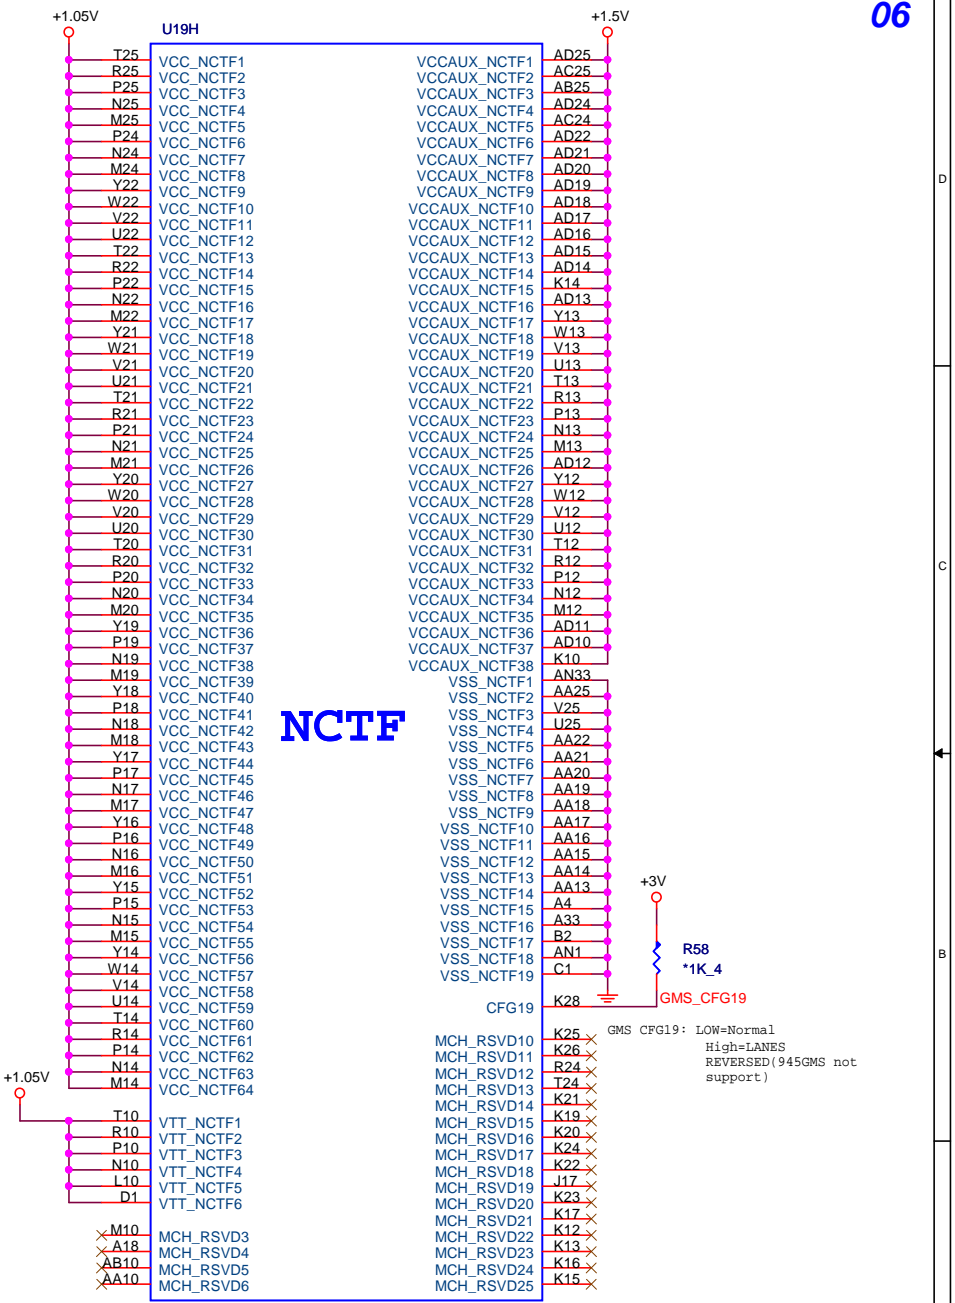 06
+1.05V
+1.5V
U19H
T25 VCC_NCTF1 VCCAUX_NCTF1 AD25
R25 VCC_NCTF2 VCCAUX_NCTF2 AC25
P25 VCC_NCTF3 VCCAUX_NCTF3 AB25
N25 VCC_NCTF4 VCCAUX_NCTF4 AD24
M25 VCC_NCTF5 VCCAUX_NCTF5 AC24
P24 VCC_NCTF6 VCCAUX_NCTF6 AD22
N24 VCC_NCTF7 VCCAUX_NCTF7 AD21
M24 VCC_NCTF8 VCCAUX_NCTF8 AD20
Y22 VCC_NCTF9 VCCAUX_NCTF9 AD19
W22 VCC_NCTF10 VCCAUX_NCTF10 AD18
V22 VCC_NCTF11 VCCAUX_NCTF11 AD17
U22 VCC_NCTF12 VCCAUX_NCTF12 AD16
T22 VCC_NCTF13 VCCAUX_NCTF13 AD15
R22 VCC_NCTF14 VCCAUX_NCTF14 AD14
P22 VCC_NCTF15 VCCAUX_NCTF15 K14
N22 VCC_NCTF16 VCCAUX_NCTF16 AD13
M22 VCC_NCTF17 VCCAUX_NCTF17 Y13
Y21 VCC_NCTF18 VCCAUX_NCTF18 W13
W21 VCC_NCTF19 VCCAUX_NCTF19 V13
V21 VCC_NCTF20 VCCAUX_NCTF20 U13
U21 VCC_NCTF21 VCCAUX_NCTF21 T13
T21 VCC_NCTF22 VCCAUX_NCTF22 R13
R21 VCC_NCTF23 VCCAUX_NCTF23 P13
P21 VCC_NCTF24 VCCAUX_NCTF24 N13
N21 VCC_NCTF25 VCCAUX_NCTF25 M13
M21 VCC_NCTF26 VCCAUX_NCTF26 AD12
Y20 VCC_NCTF27 VCCAUX_NCTF27 Y12
W20 VCC_NCTF28 VCCAUX_NCTF28 W12
V20 VCC_NCTF29 VCCAUX_NCTF29 V12
U20 VCC_NCTF30 VCCAUX_NCTF30 U12
T20 VCC_NCTF31 VCCAUX_NCTF31 T12
R20 VCC_NCTF32 VCCAUX_NCTF32 R12
P20 VCC_NCTF33 VCCAUX_NCTF33 P12
N20 VCC_NCTF34 VCCAUX_NCTF34 N12
M20 VCC_NCTF35 VCCAUX_NCTF35 M12
Y19 VCC_NCTF36 VCCAUX_NCTF36 AD11
P19 VCC_NCTF37 VCCAUX_NCTF37 AD10
N19 VCC_NCTF38 VCCAUX_NCTF38 K10
M19 VCC_NCTF39 VSS_NCTF1 AN33
Y18 VCC_NCTF40 VSS_NCTF2 AA25
P18 VCC_NCTF41 VSS_NCTF3 V25
N18 VCC_NCTF42 VSS_NCTF4 U25
M18 VCC_NCTF43 VSS_NCTF5 AA22
Y17 VCC_NCTF44 VSS_NCTF6 AA21
P17 VCC_NCTF45 VSS_NCTF7 AA20
N17 VCC_NCTF46 VSS_NCTF8 AA19
M17 VCC_NCTF47 VSS_NCTF9 AA18
Y16 VCC_NCTF48 VSS_NCTF10 AA17
P16 VCC_NCTF49 VSS_NCTF11 AA16
N16 VCC_NCTF50 VSS_NCTF12 AA15
M16 VCC_NCTF51 VSS_NCTF13 AA14
Y15 VCC_NCTF52 VSS_NCTF14 AA13
P15 VCC_NCTF53 VSS_NCTF15 A4
N15 VCC_NCTF54 VSS_NCTF16 A33
M15 VCC_NCTF55 VSS_NCTF17 B2
Y14 VCC_NCTF56 VSS_NCTF18 AN1
W14 VCC_NCTF57 VSS_NCTF19 C1
V14 VCC_NCTF58
U14 VCC_NCTF59 CFG19 K28
T14 VCC_NCTF60
R14 VCC_NCTF61 MCH_RSVD10 K25
P14 VCC_NCTF62 MCH_RSVD11 K26
N14 VCC_NCTF63 MCH_RSVD12 R24
M14 VCC_NCTF64 MCH_RSVD13 T24
MCH_RSVD14 K21
T10 VTT_NCTF1 MCH_RSVD15 K19
R10 VTT_NCTF2 MCH_RSVD16 K20
P10 VTT_NCTF3 MCH_RSVD17 K24
N10 VTT_NCTF4 MCH_RSVD18 K22
L10 VTT_NCTF5 MCH_RSVD19 J17
D1 VTT_NCTF6 MCH_RSVD20 K23
MCH_RSVD21 K17
M10 MCH_RSVD3 MCH_RSVD22 K12
A18 MCH_RSVD4 MCH_RSVD23 K13
AB10 MCH_RSVD5 MCH_RSVD24 K16
AA10 MCH_RSVD6 MCH_RSVD25 K15
NCTF
+1.05V
+3V
R58
*1K_4
GMS_CFG19
GMS CFG19: LOW=Normal
High=LANES
REVERSED(945GMS not
support)
D
C
B